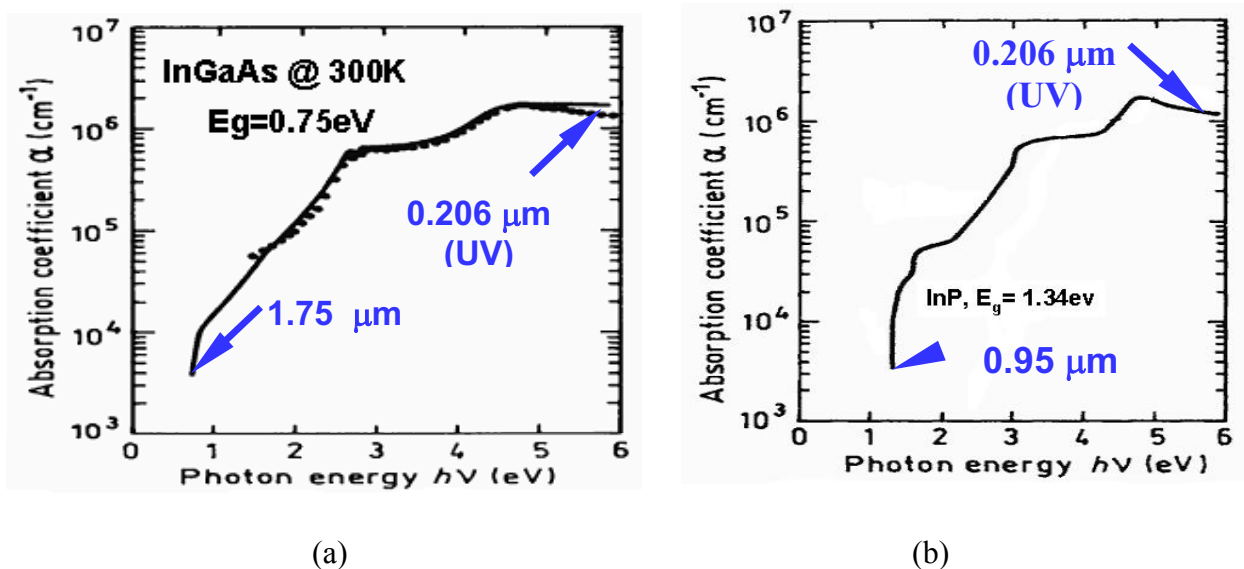 10⁷
10⁶
10⁵
10⁴
10³
Absorption coefficient α (cm⁻¹)
InGaAs @ 300K
Eg=0.75eV
0.206 μm
(UV)
1.75 μm
0 1 2 3 4 5 6
Photon energy hν (eV)
(a)
10⁷
10⁶
10⁵
10⁴
10³
Absorption coefficient α (cm⁻¹)
0.206 μm
(UV)
InP, E_g= 1.34ev
0.95 μm
0 1 2 3 4 5 6
Photon energy hν (eV)
(b)